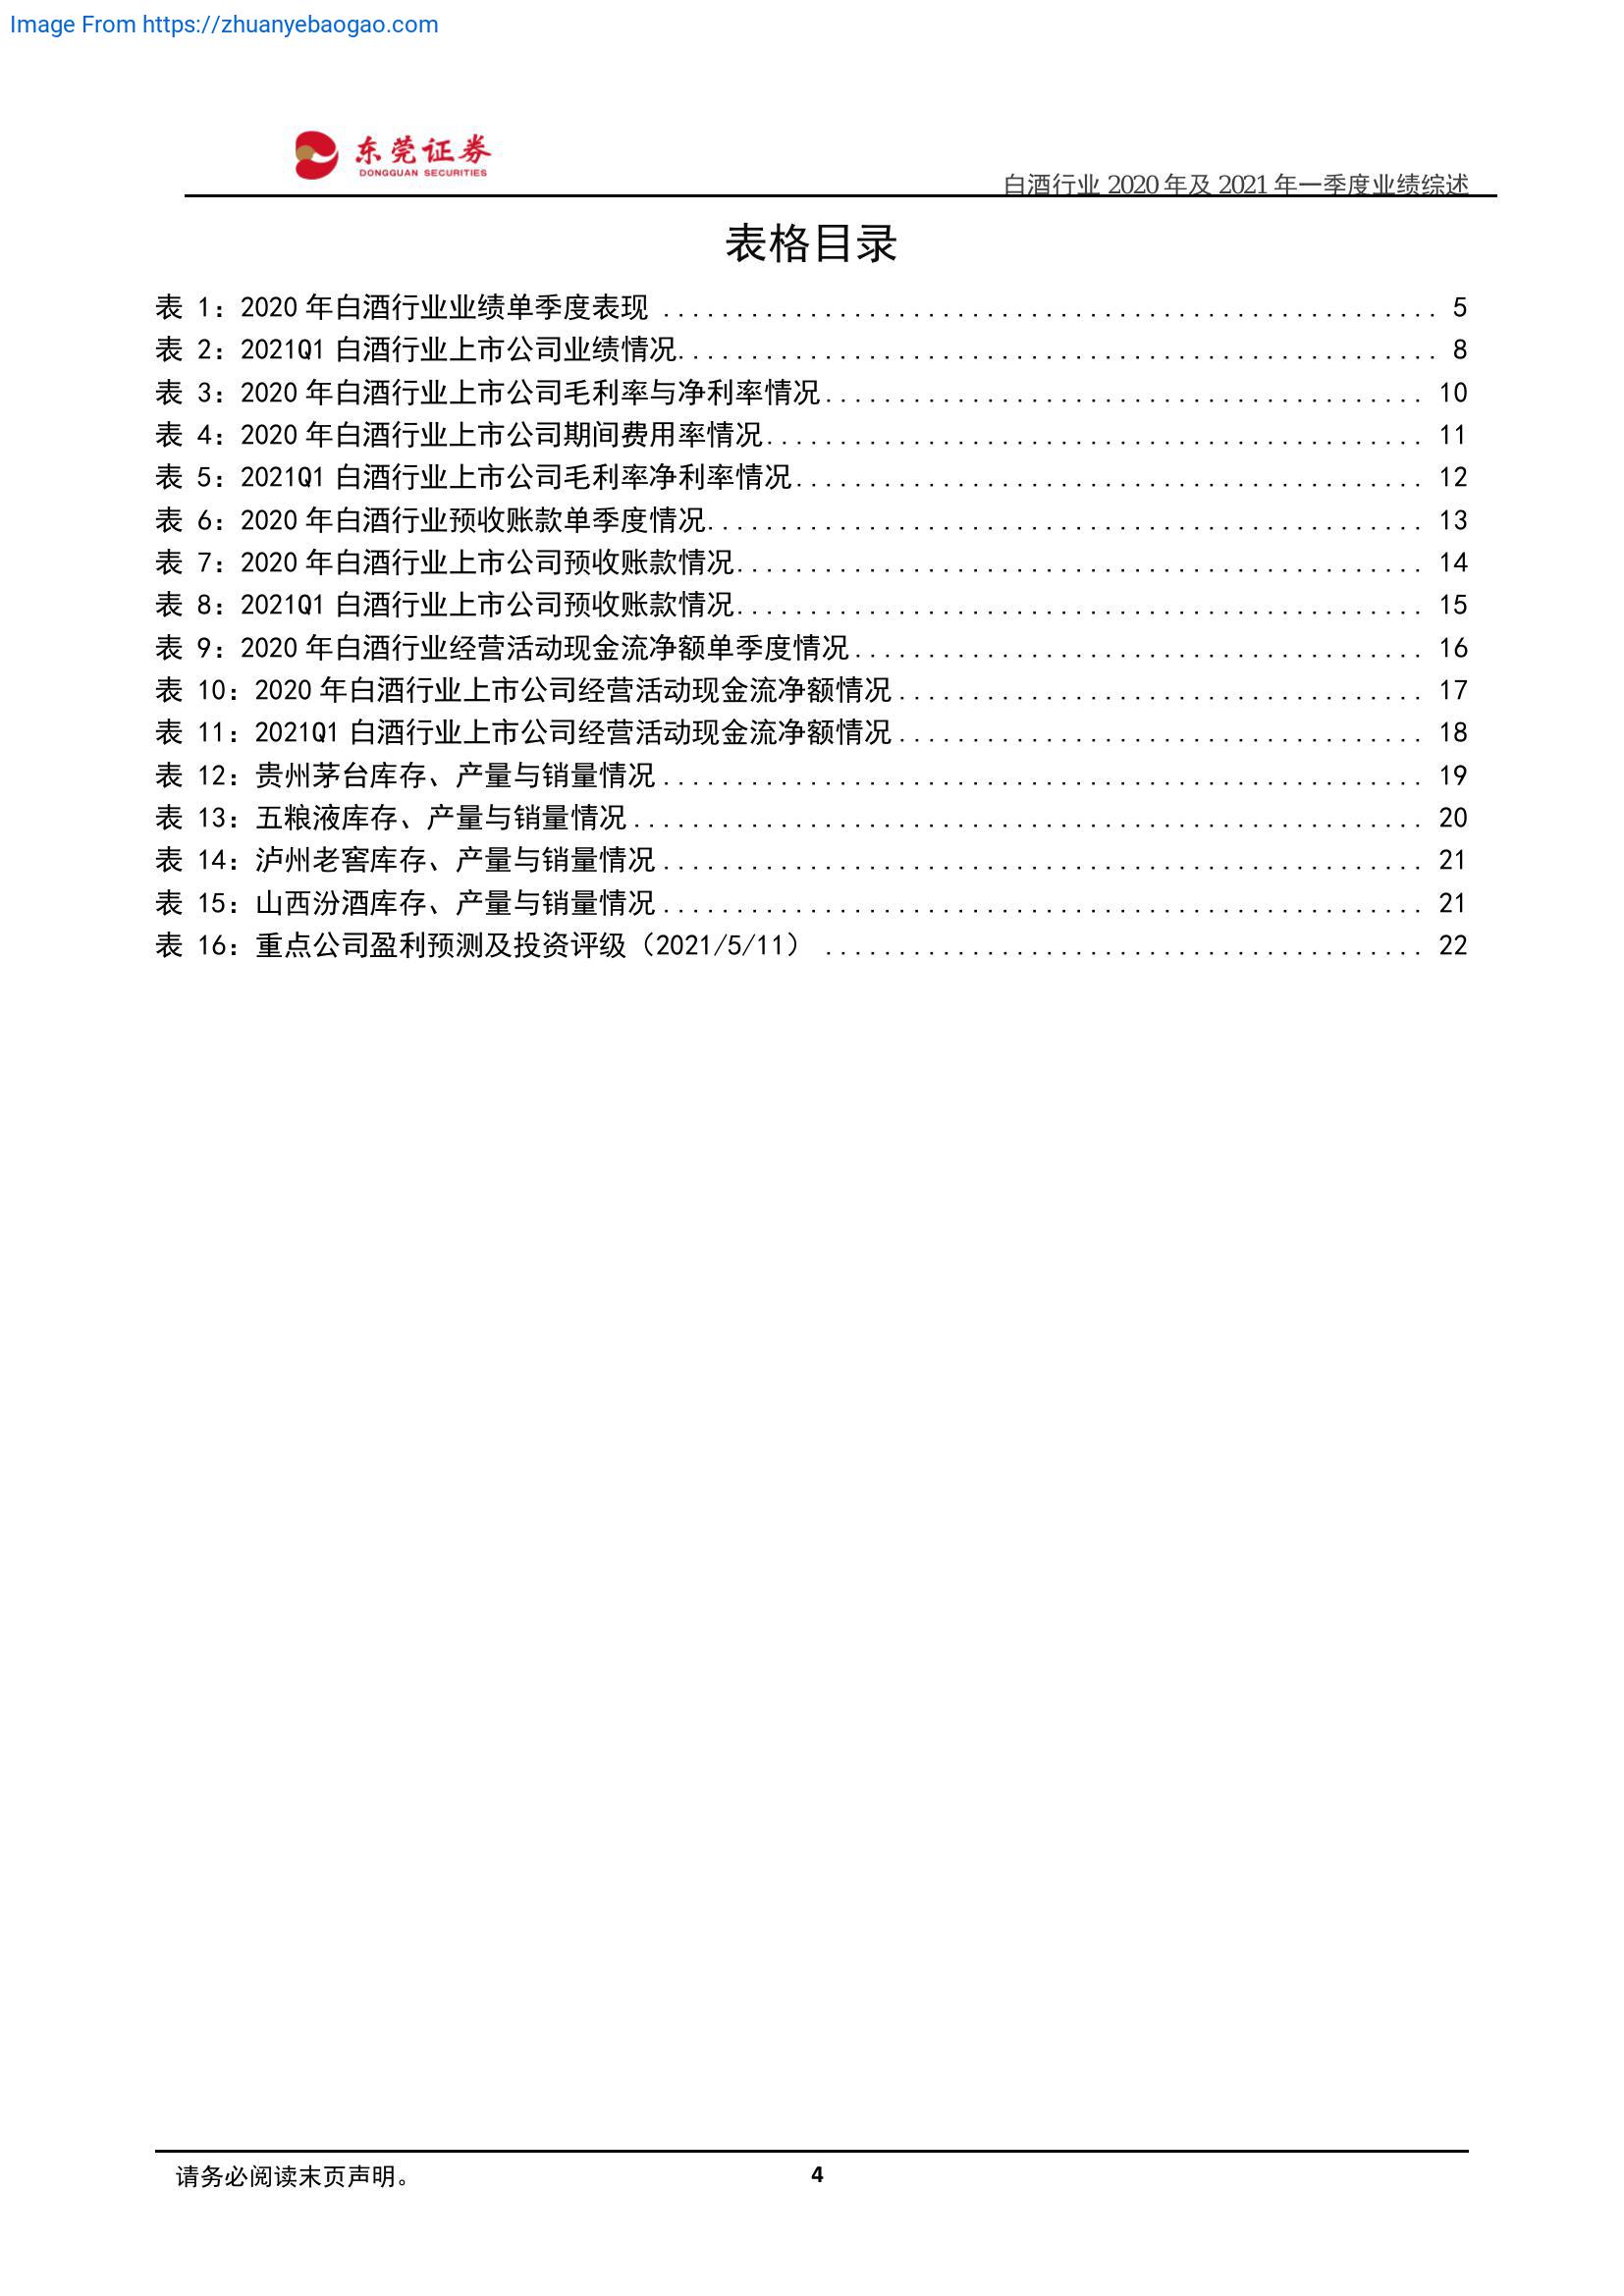 Image From https://zhuanyebaogao.com
东莞证券
DONGGUAN SECURITIES
白酒行业 2020 年及 2021 年一季度业绩综述
表格目录
表 1：2020 年白酒行业业绩单季度表现 ..................................................... 5
表 2：2021Q1 白酒行业上市公司业绩情况.................................................... 8
表 3：2020 年白酒行业上市公司毛利率与净利率情况......................................... 10
表 4：2020 年白酒行业上市公司期间费用率情况............................................. 11
表 5：2021Q1 白酒行业上市公司毛利率净利率情况........................................... 12
表 6：2020 年白酒行业预收账款单季度情况................................................. 13
表 7：2020 年白酒行业上市公司预收账款情况............................................... 14
表 8：2021Q1 白酒行业上市公司预收账款情况............................................... 15
表 9：2020 年白酒行业经营活动现金流净额单季度情况....................................... 16
表 10：2020 年白酒行业上市公司经营活动现金流净额情况.................................... 17
表 11：2021Q1 白酒行业上市公司经营活动现金流净额情况.................................... 18
表 12：贵州茅台库存、产量与销量情况.................................................... 19
表 13：五粮液库存、产量与销量情况...................................................... 20
表 14：泸州老窖库存、产量与销量情况.................................................... 21
表 15：山西汾酒库存、产量与销量情况.................................................... 21
表 16：重点公司盈利预测及投资评级（2021/5/11） ......................................... 22
请务必阅读末页声明。
4